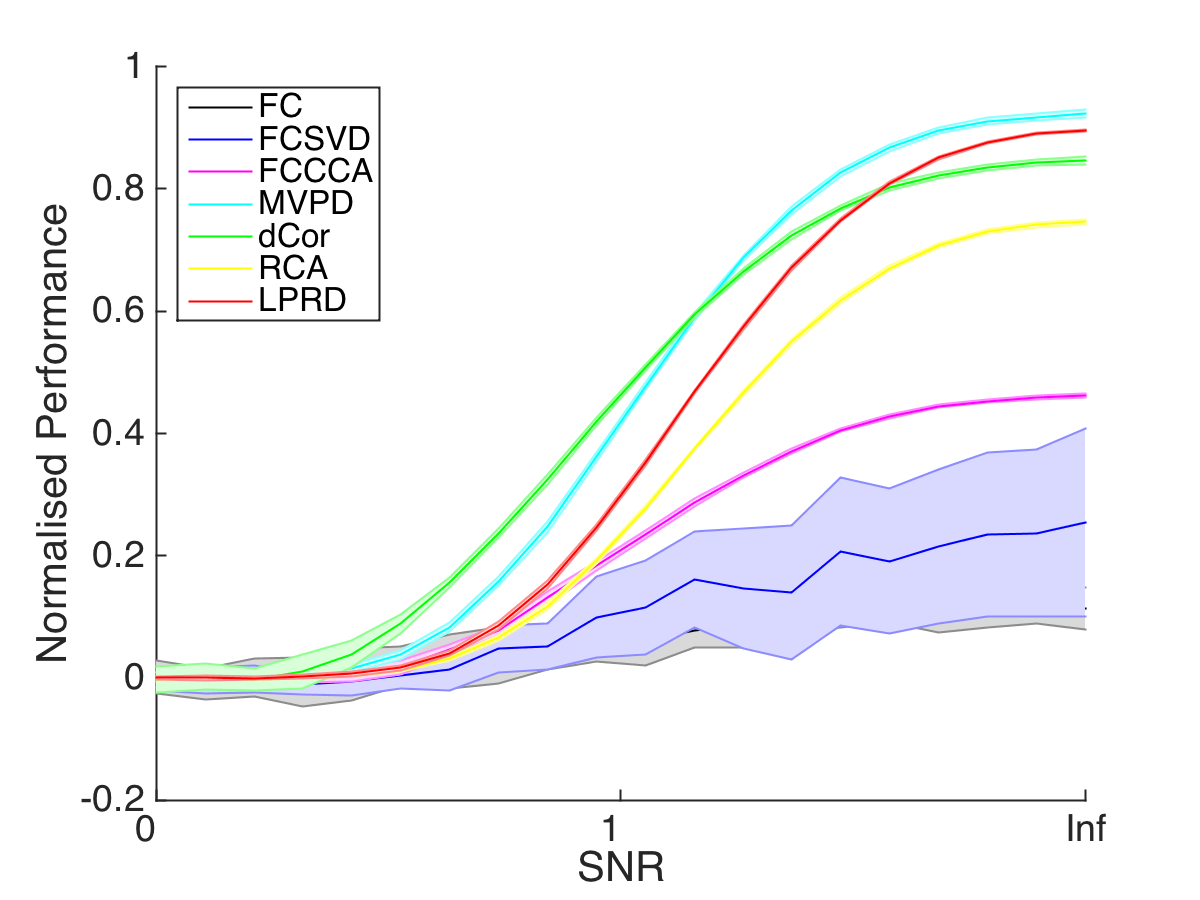 1
0.8
0.6
0.4
0.2
0
-0.2
Normalised Performance
FC
FCSVD
FCCCA
MVPD
dCor
RCA
LPRD
0
1
Inf
SNR